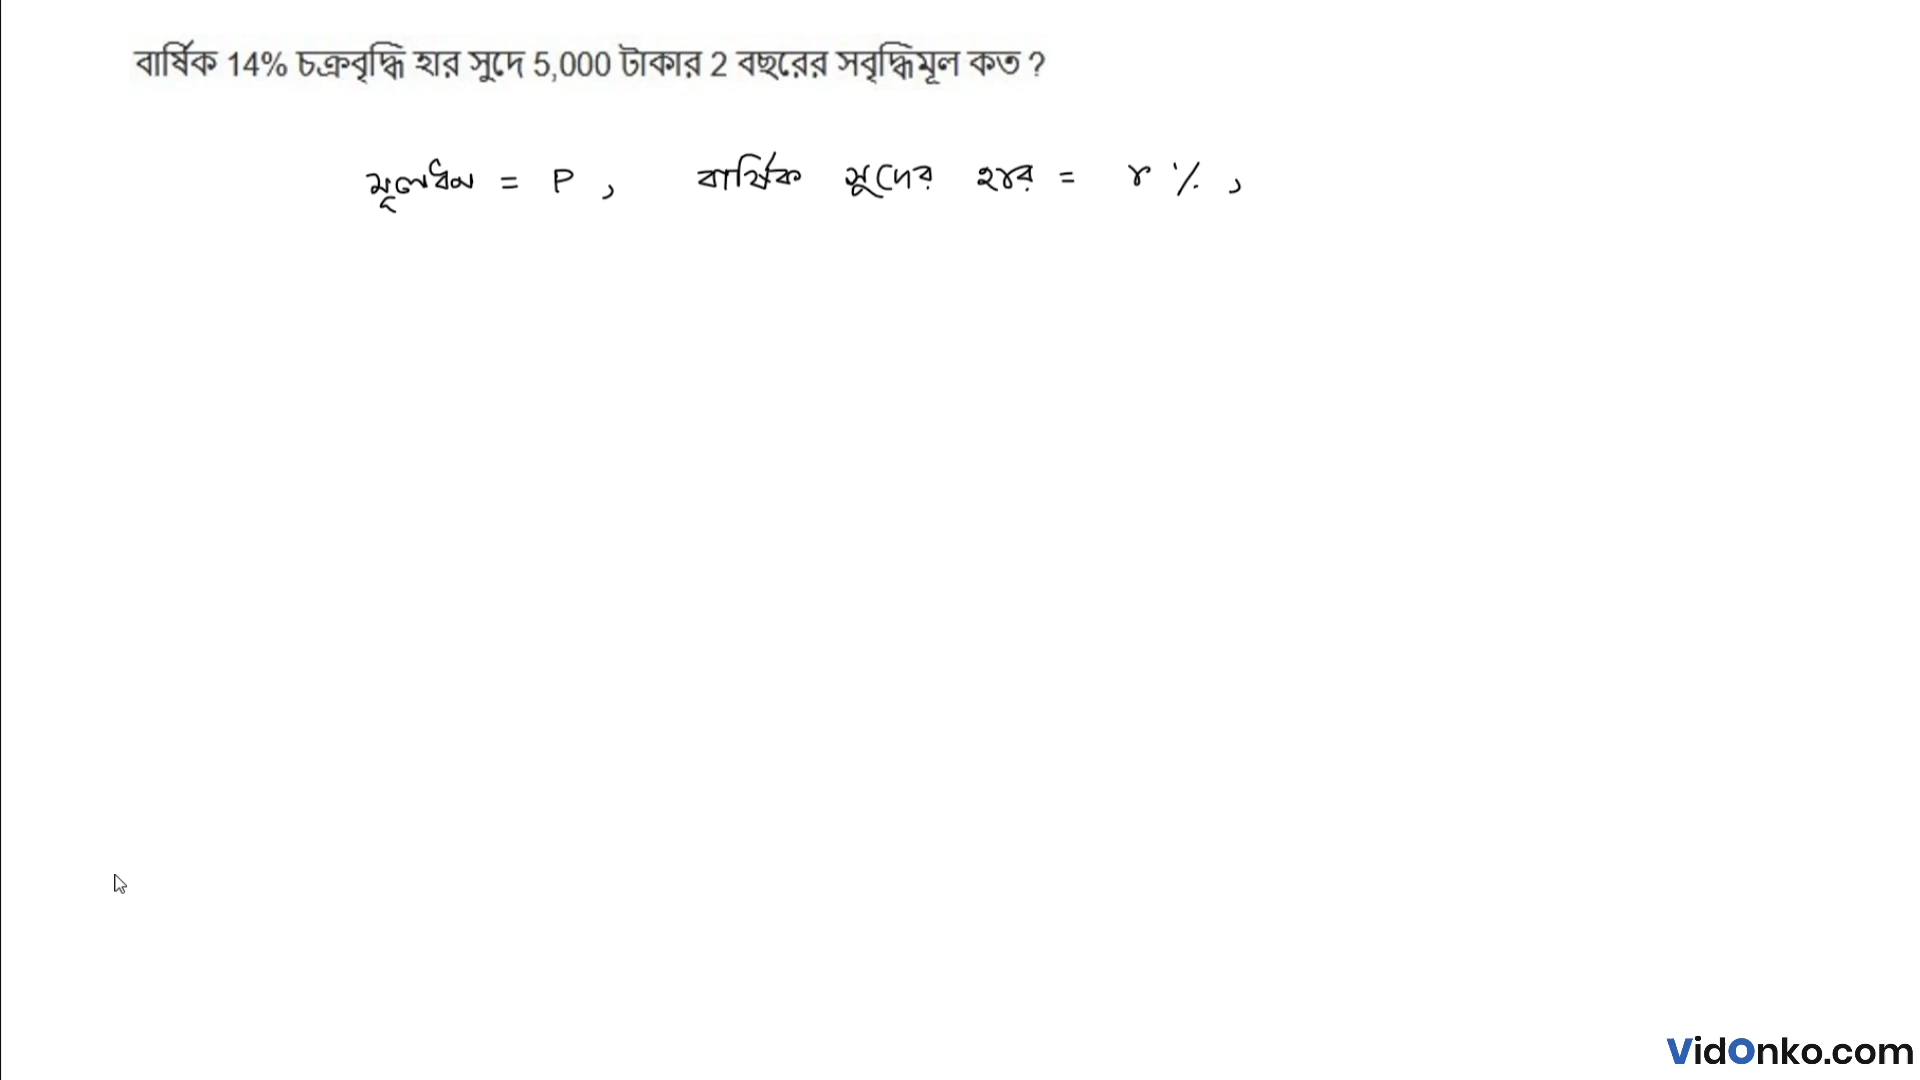 বার্ষিক 14% চক্রবৃদ্ধি হার সুদে 5,000 টাকার 2 বছরের সবৃদ্ধিমূল কত ?
মূলধন = P , বার্ষিক সুদের হার = r % ,
VidOnko.com